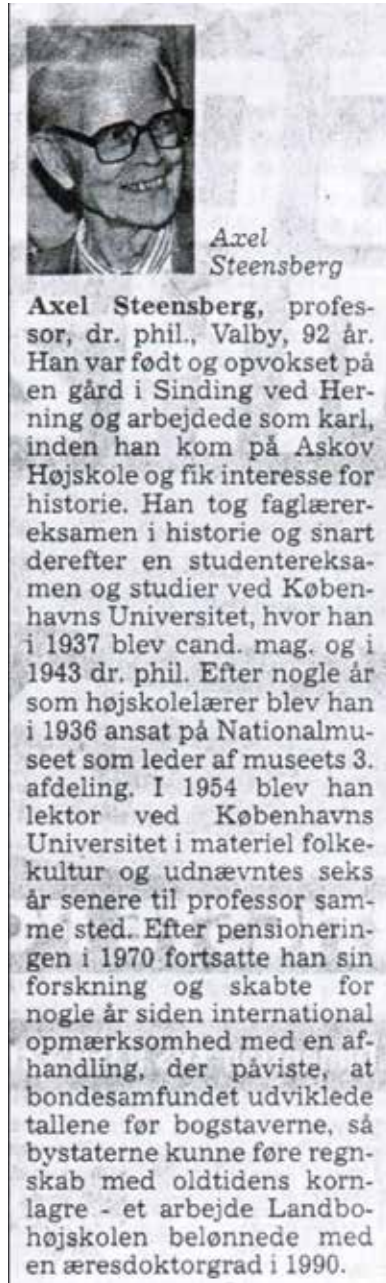 Axel
Steensberg
Axel Steensberg, profes-
sor, dr. phil., Valby, 92 år.
Han var født og opvokset på
en gård i Sinding ved Her-
ning og arbejdede som karl,
inden han kom på Askov
Højskole og fik interesse for
historie. Han tog faglærer-
eksamen i historie og snart
derefter en studentereksa-
men og studier ved Køben-
havns Universitet, hvor han
i 1937 blev cand. mag. og i
1943 dr. phil. Efter nogle år
som højskolelærer blev han
i 1936 ansat på Nationalmu-
seet som leder af museets 3.
afdeling. I 1954 blev han
lektor ved Københavns
Universitet i materiel folke-
kultur og udnævntes seks
år senere til professor sam-
me sted. Efter pensionerin-
gen i 1970 fortsatte han sin
forskning og skabte for
nogle år siden international
opmærksomhed med en af-
handling, der påviste, at
bondesamfundet udviklede
tallene før bogstaverne, så
bystaterne kunne føre regn-
skab med oldtidens korn-
lagre - et arbejde Landbo-
højskolen belønnede med
en æresdoktorgrad i 1990.